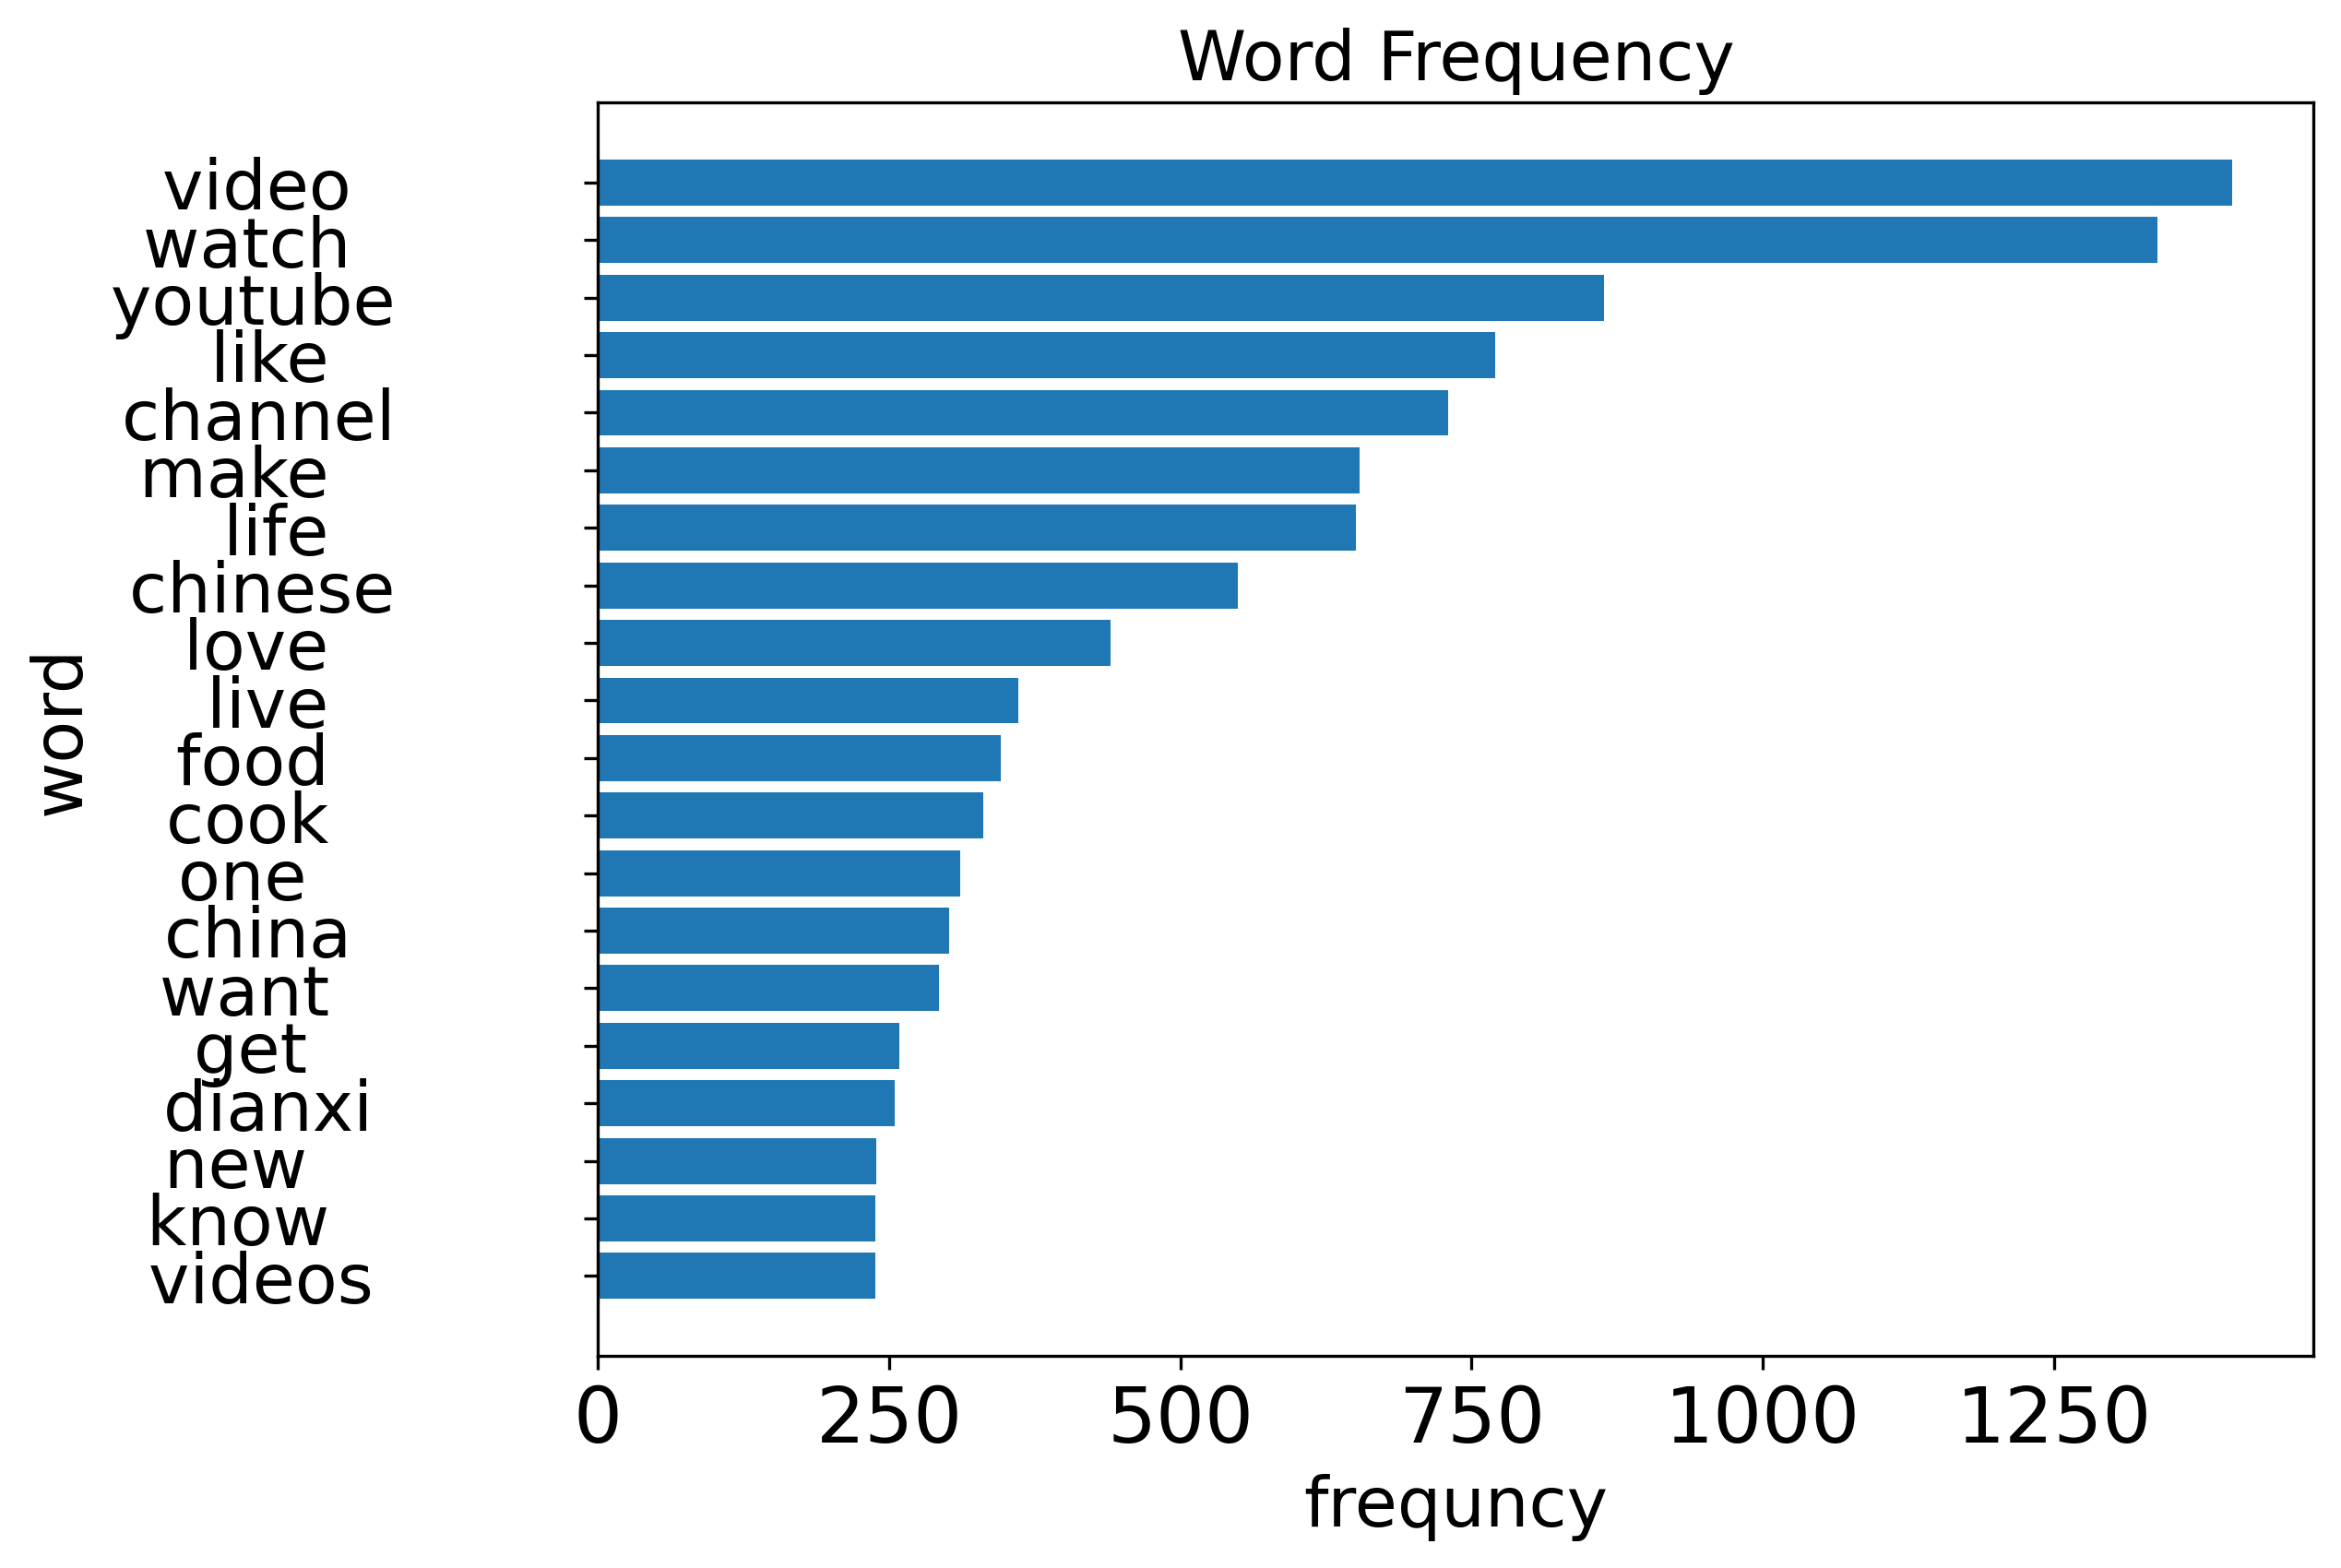 Word Frequency
video
watch
youtube
like
channel
make
life
chinese
love
live
food
cook
one
china
want
get
dianxi
new
know
videos
word
0 250 500 750 1000 1250
frequncy